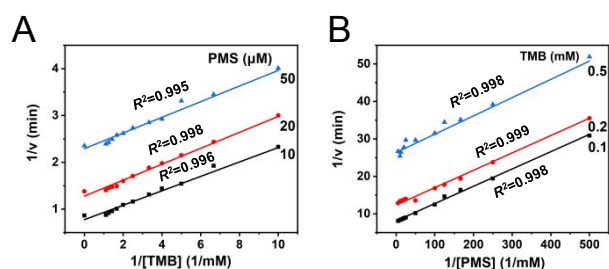 A
PMS (μM)
R²=0.995
50
R²=0.998
20
R²=0.996
10
1/v (min)
4
3
2
1
0 2 4 6 8 10
1/[TMB] (1/mM)
B
TMB (mM)
0.5
R²=0.998
R²=0.999
0.2
0.1
R²=0.998
1/v (min)
50
40
30
20
10
0 100 200 300 400 500
1/[PMS] (1/mM)